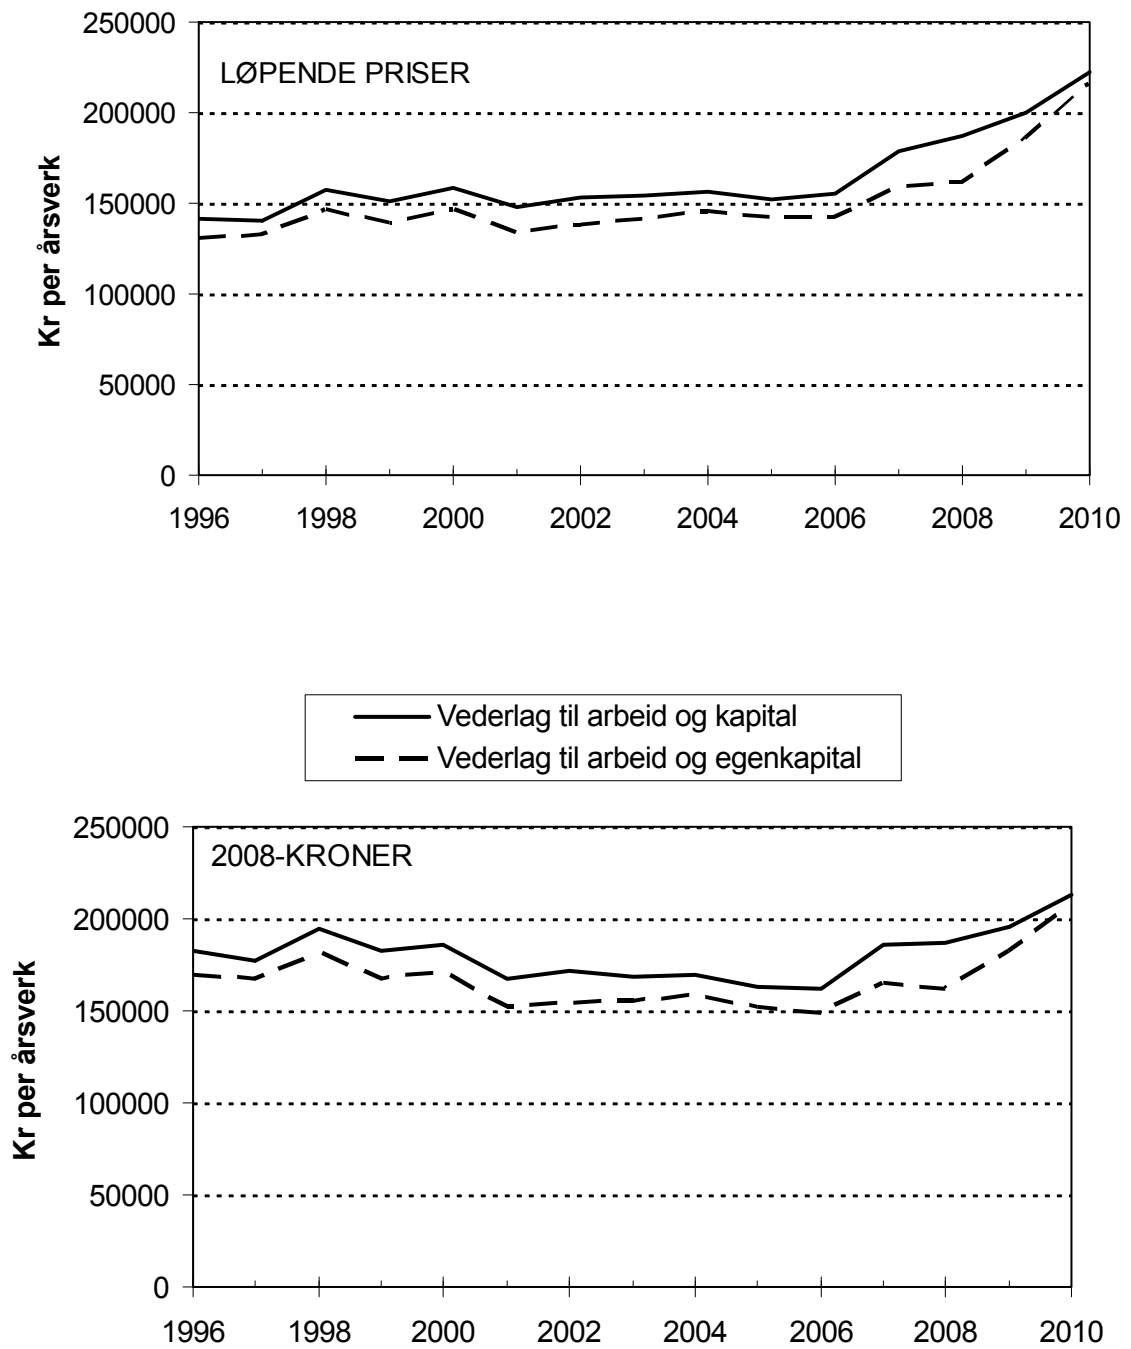 250000
LØPENDE PRISER
200000
150000
100000
50000
0
Kr per årsverk
1996 1998 2000 2002 2004 2006 2008 2010
Vederlag til arbeid og kapital
Vederlag til arbeid og egenkapital
250000
2008-KRONER
200000
150000
100000
50000
0
Kr per årsverk
1996 1998 2000 2002 2004 2006 2008 2010